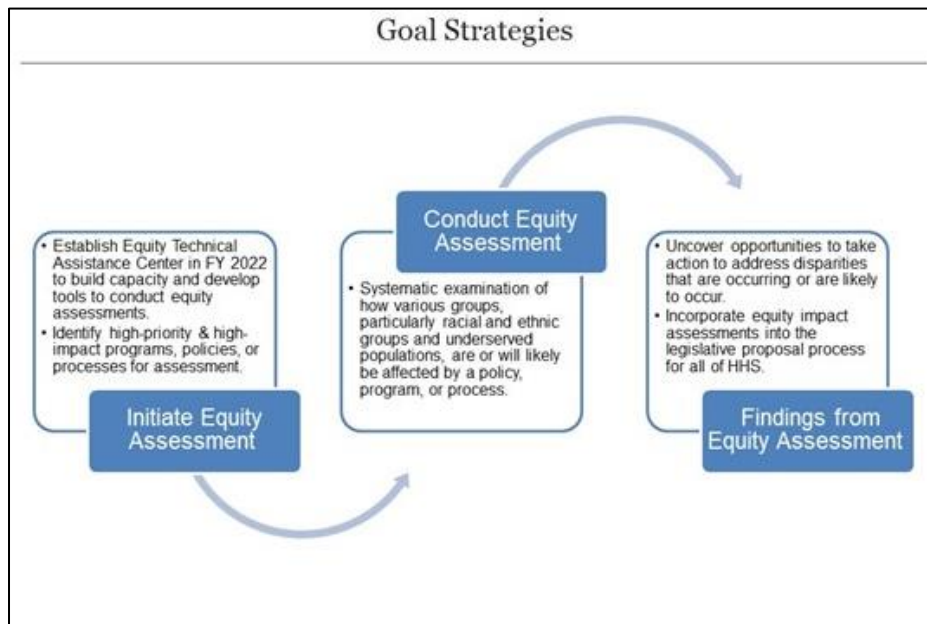 Goal Strategies
• Establish Equity Technical
Assistance Center in FY 2022
to build capacity and develop
tools to conduct equity
assessments.
• Identify high-priority & high-
impact programs, policies, or
processes for assessment.
Initiate Equity
Assessment
Conduct Equity
Assessment
• Systematic examination of
how various groups,
particularly racial and ethnic
groups and underserved
populations, are or will likely
be affected by a policy,
program, or process.
• Uncover opportunities to take
action to address disparities
that are occurring or are likely
to occur.
• Incorporate equity impact
assessments into the
legislative proposal process
for all of HHS.
Findings from
Equity Assessment